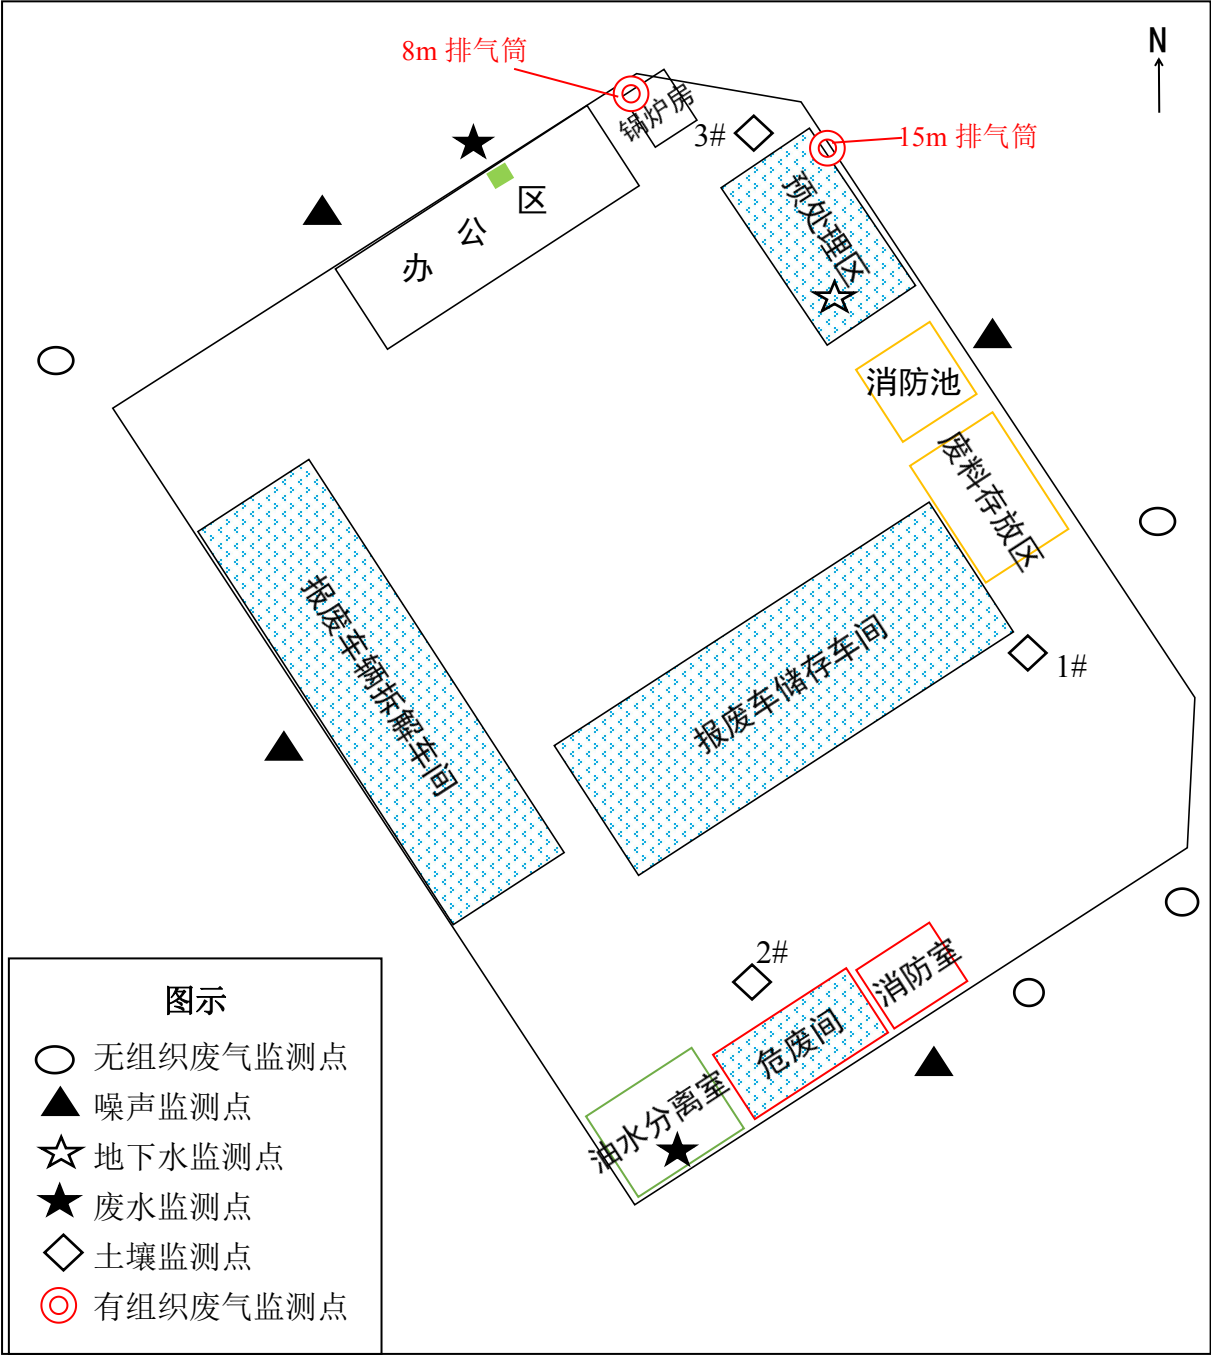 N
8m 排气筒
锅炉房
3#
15m 排气筒
办公区
预处理区
消防池
废料存放区
报废车辆拆解车间
报废车储存车间
1#
2#
消防室
危废间
油水分离室
图示
无组织废气监测点
噪声监测点
地下水监测点
废水监测点
土壤监测点
有组织废气监测点